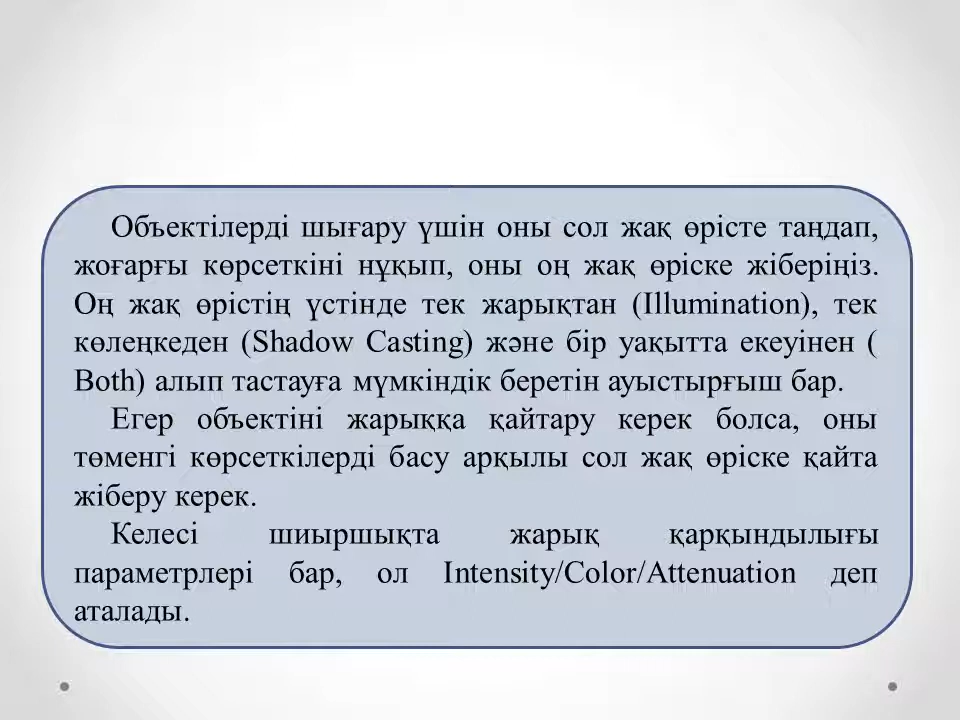 Объектілерді шығару үшін оны сол жақ өрісте таңдап,
жоғарғы көрсеткіні нұқып, оны оң жақ өріске жіберіңіз.
Оң жақ өрістің үстінде тек жарықтан (Illumination), тек
көлеңкеден (Shadow Casting) және бір уақытта екеуінен (
Both) алып тастауға мүмкіндік беретін ауыстырғыш бар.
Егер объектіні жарыққа қайтару керек болса, оны
төменгі көрсеткілерді басу арқылы сол жақ өріске қайта
жіберу керек.
Келесі шиыршықта жарық қарқындылығы
параметрлері бар, ол Intensity/Color/Attenuation деп
аталады.